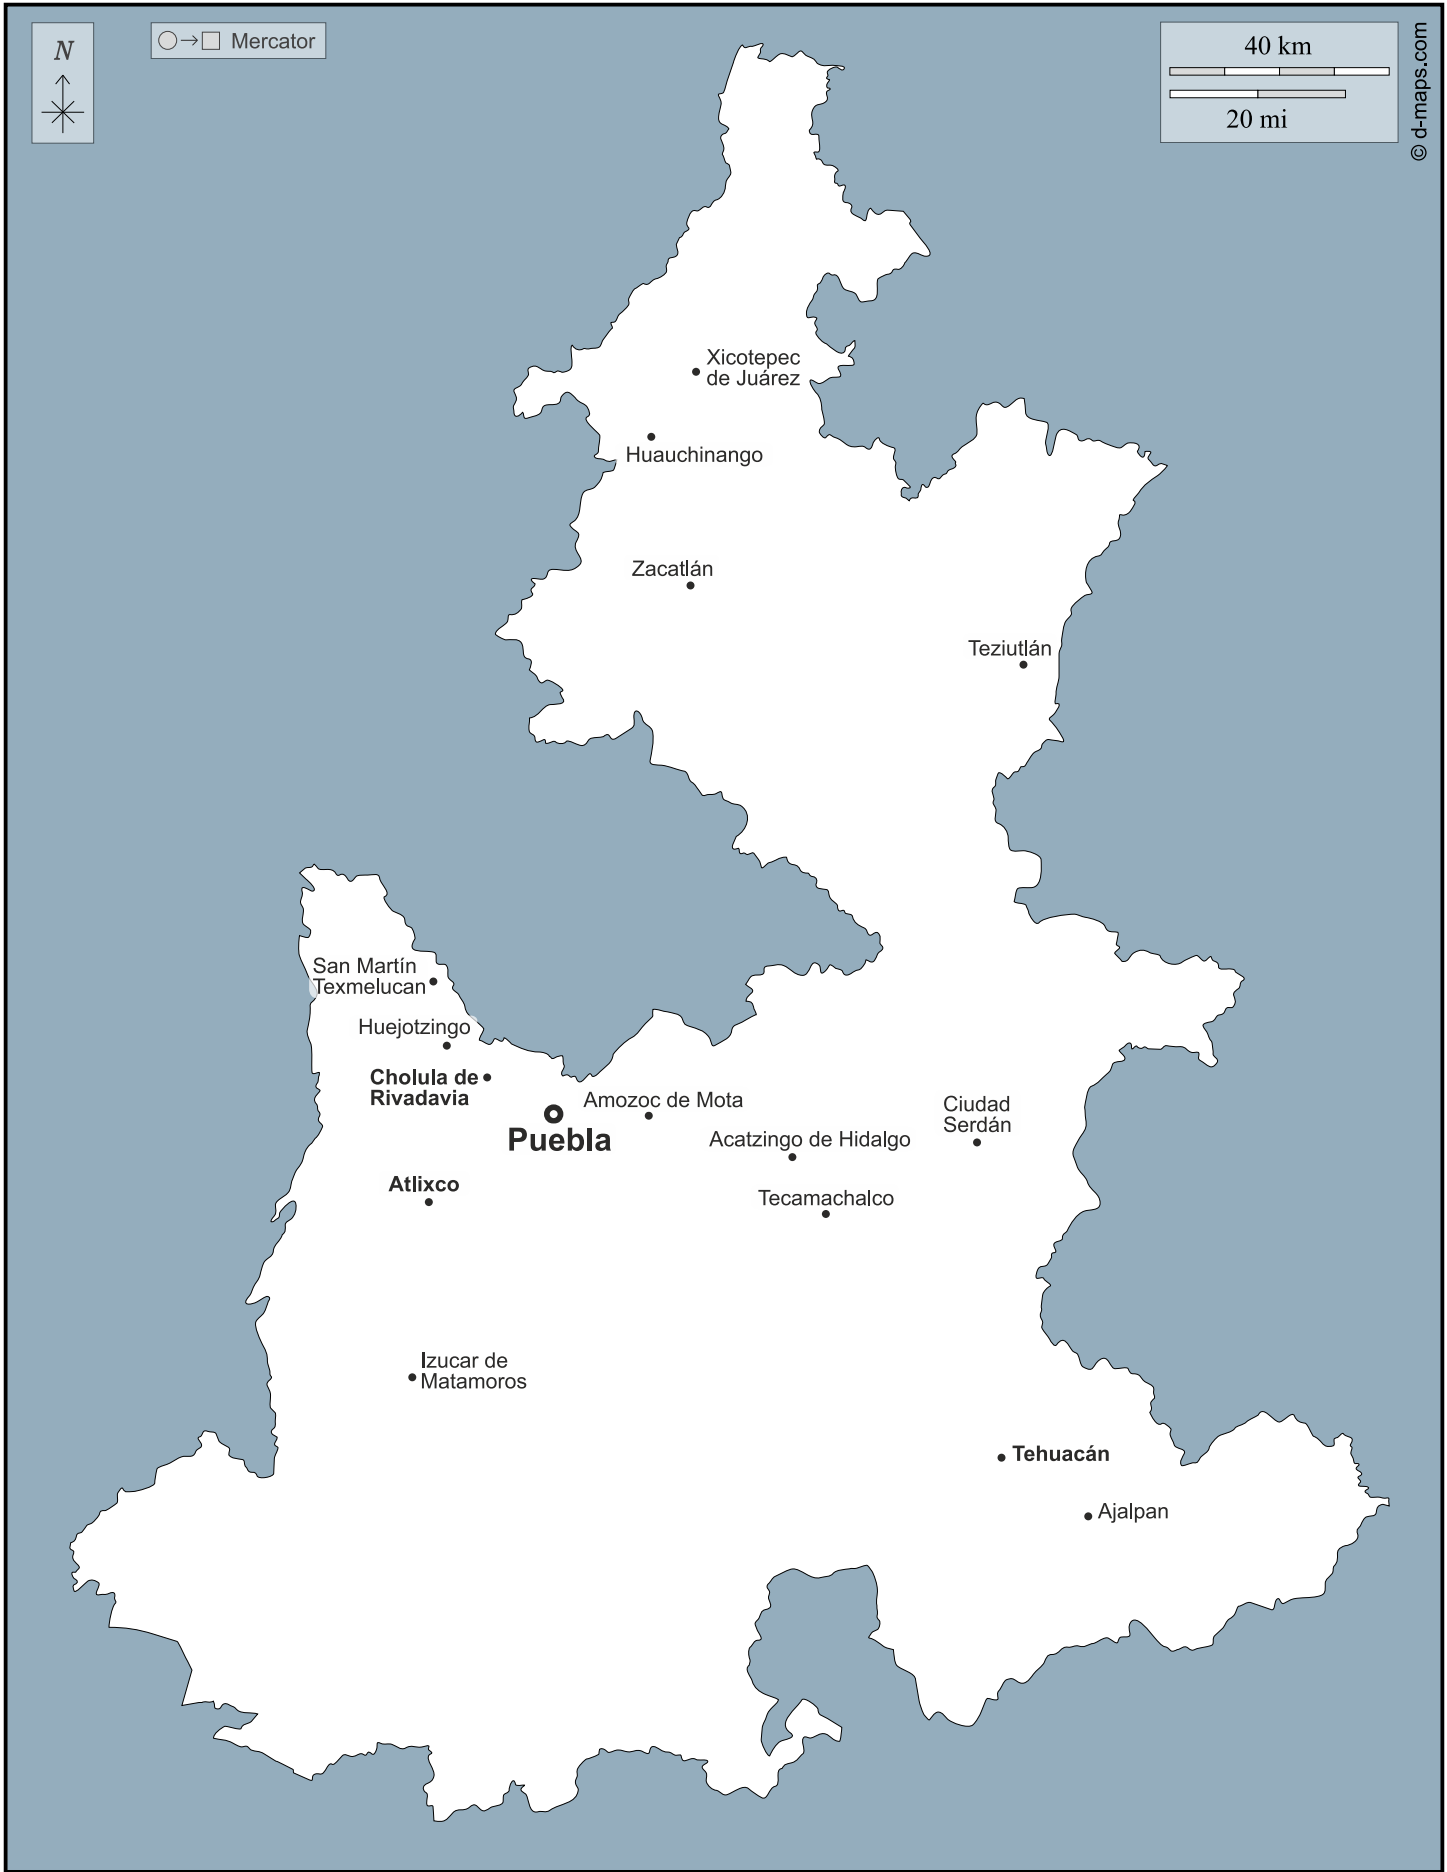 N
Mercator
40 km
20 mi
© d-maps.com
Xicotepec
de Juárez
Huauchinango
Zacatlán
Teziutlán
San Martín
Texmelucan
Huejotzingo
Cholula de
Rivadavia
Puebla
Amozoc de Mota
Acatzingo de Hidalgo
Ciudad
Serdán
Atlixco
Tecamachalco
Izucar de
Matamoros
Tehuacán
Ajalpan